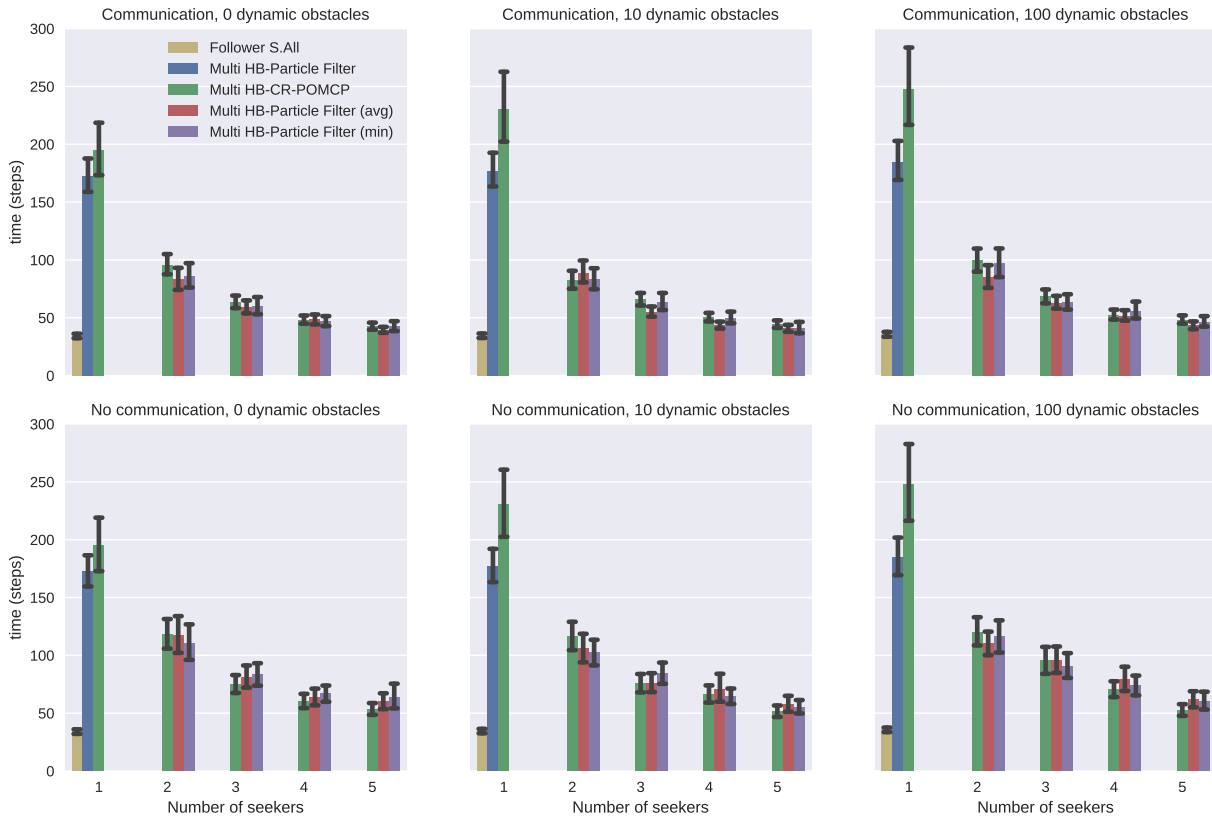 Communication, 0 dynamic obstacles
Communication, 10 dynamic obstacles
Communication, 100 dynamic obstacles
300
250
200
150
100
50
0
time (steps)
Follower S.All
Multi HB-Particle Filter
Multi HB-CR-POMCP
Multi HB-Particle Filter (avg)
Multi HB-Particle Filter (min)
No communication, 0 dynamic obstacles
No communication, 10 dynamic obstacles
No communication, 100 dynamic obstacles
300
250
200
150
100
50
0
time (steps)
1 2 3 4 5
1 2 3 4 5
1 2 3 4 5
Number of seekers
Number of seekers
Number of seekers